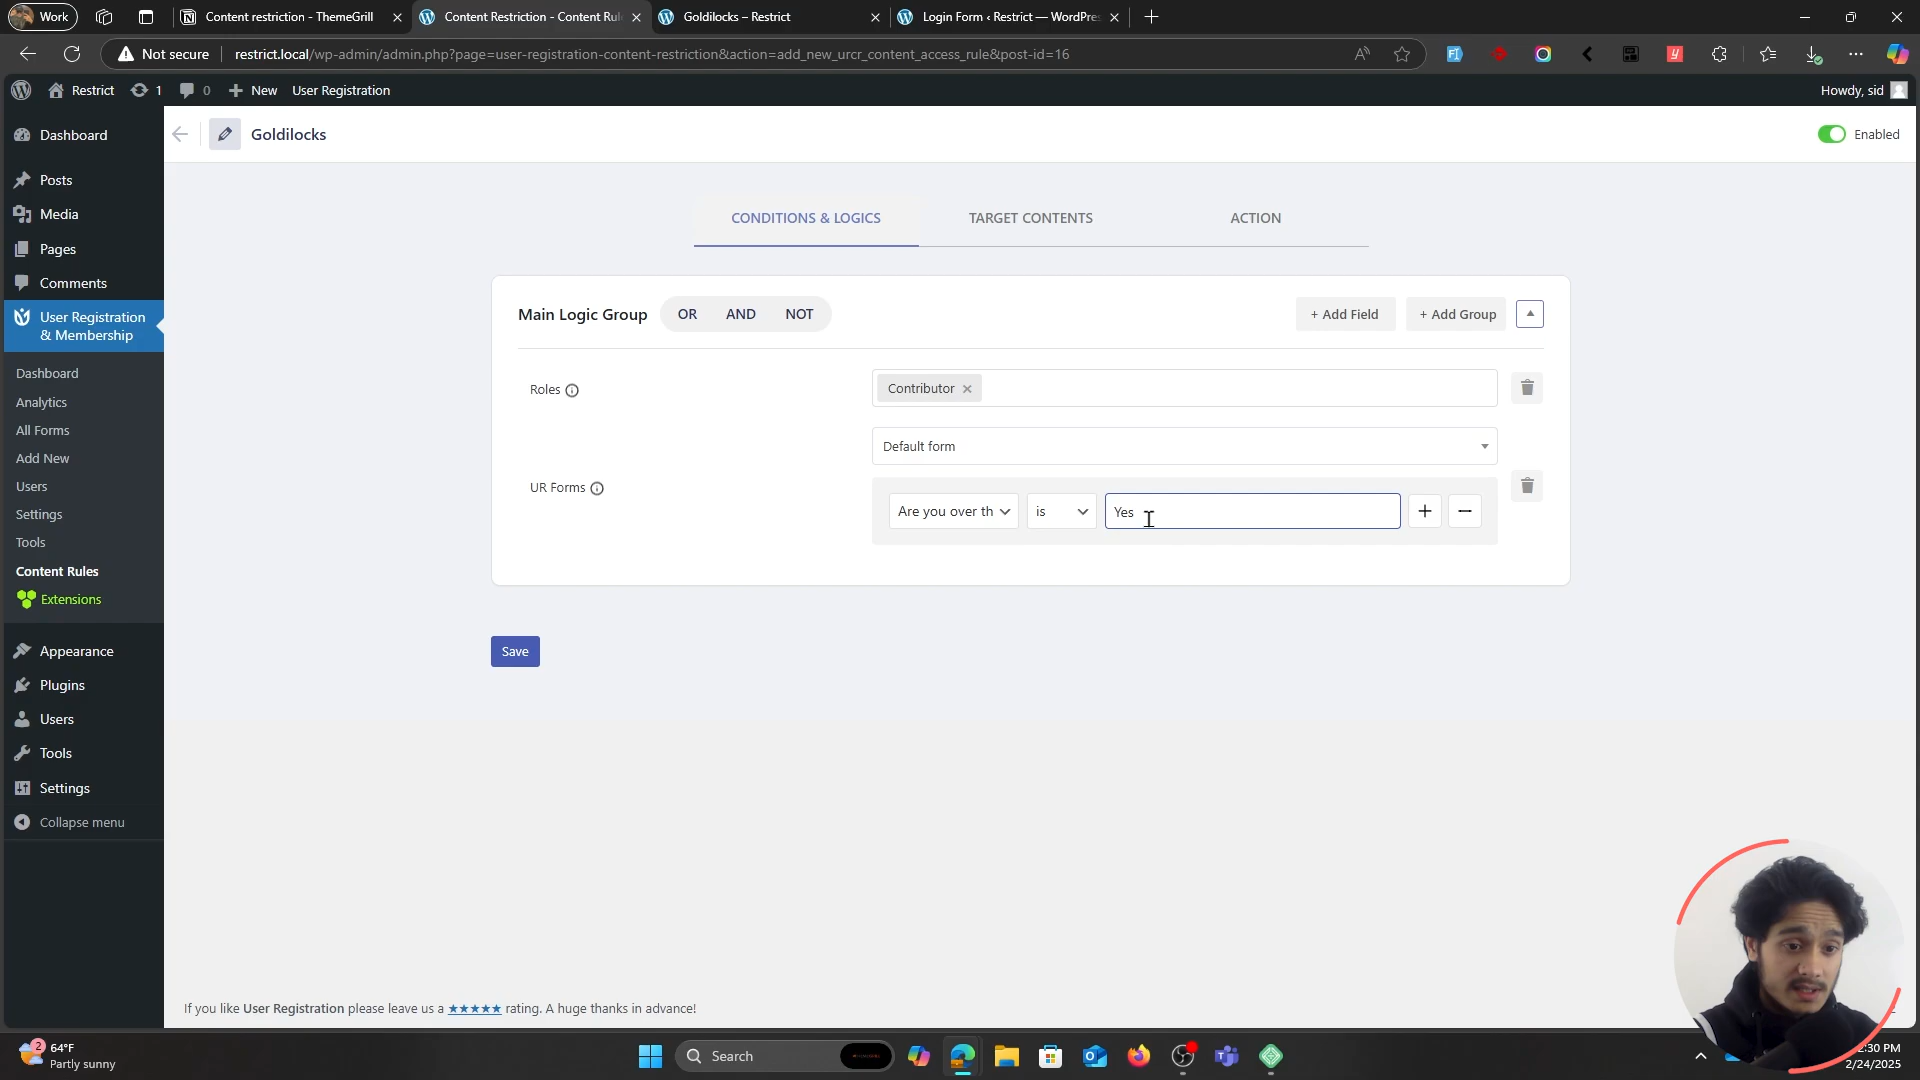 Work
Content restriction - ThemeGrill
Content Restriction - Content Rul
Goldilocks – Restrict
Login Form ‹ Restrict — WordPres
Not secure
restrict.local/wp-admin/admin.php?page=user-registration-content-restriction&action=add_new_urcr_content_access_rule&post-id=16
Restrict
1
0
New
User Registration
Howdy, sid
Dashboard
Posts
Media
Pages
Comments
User Registration
& Membership
Dashboard
Analytics
All Forms
Add New
Users
Settings
Tools
Content Rules
Extensions
Appearance
Plugins
Users
Tools
Settings
Collapse menu
Goldilocks
Enabled
CONDITIONS & LOGICS
TARGET CONTENTS
ACTION
Main Logic Group
OR
AND
NOT
+ Add Field
+ Add Group
Roles
Contributor ×
Default form
UR Forms
Are you over th
is
Yes
Save
If you like User Registration please leave us a ★★★★★ rating. A huge thanks in advance!
2
64°F
Partly sunny
Search
2:30 PM
2/24/2025